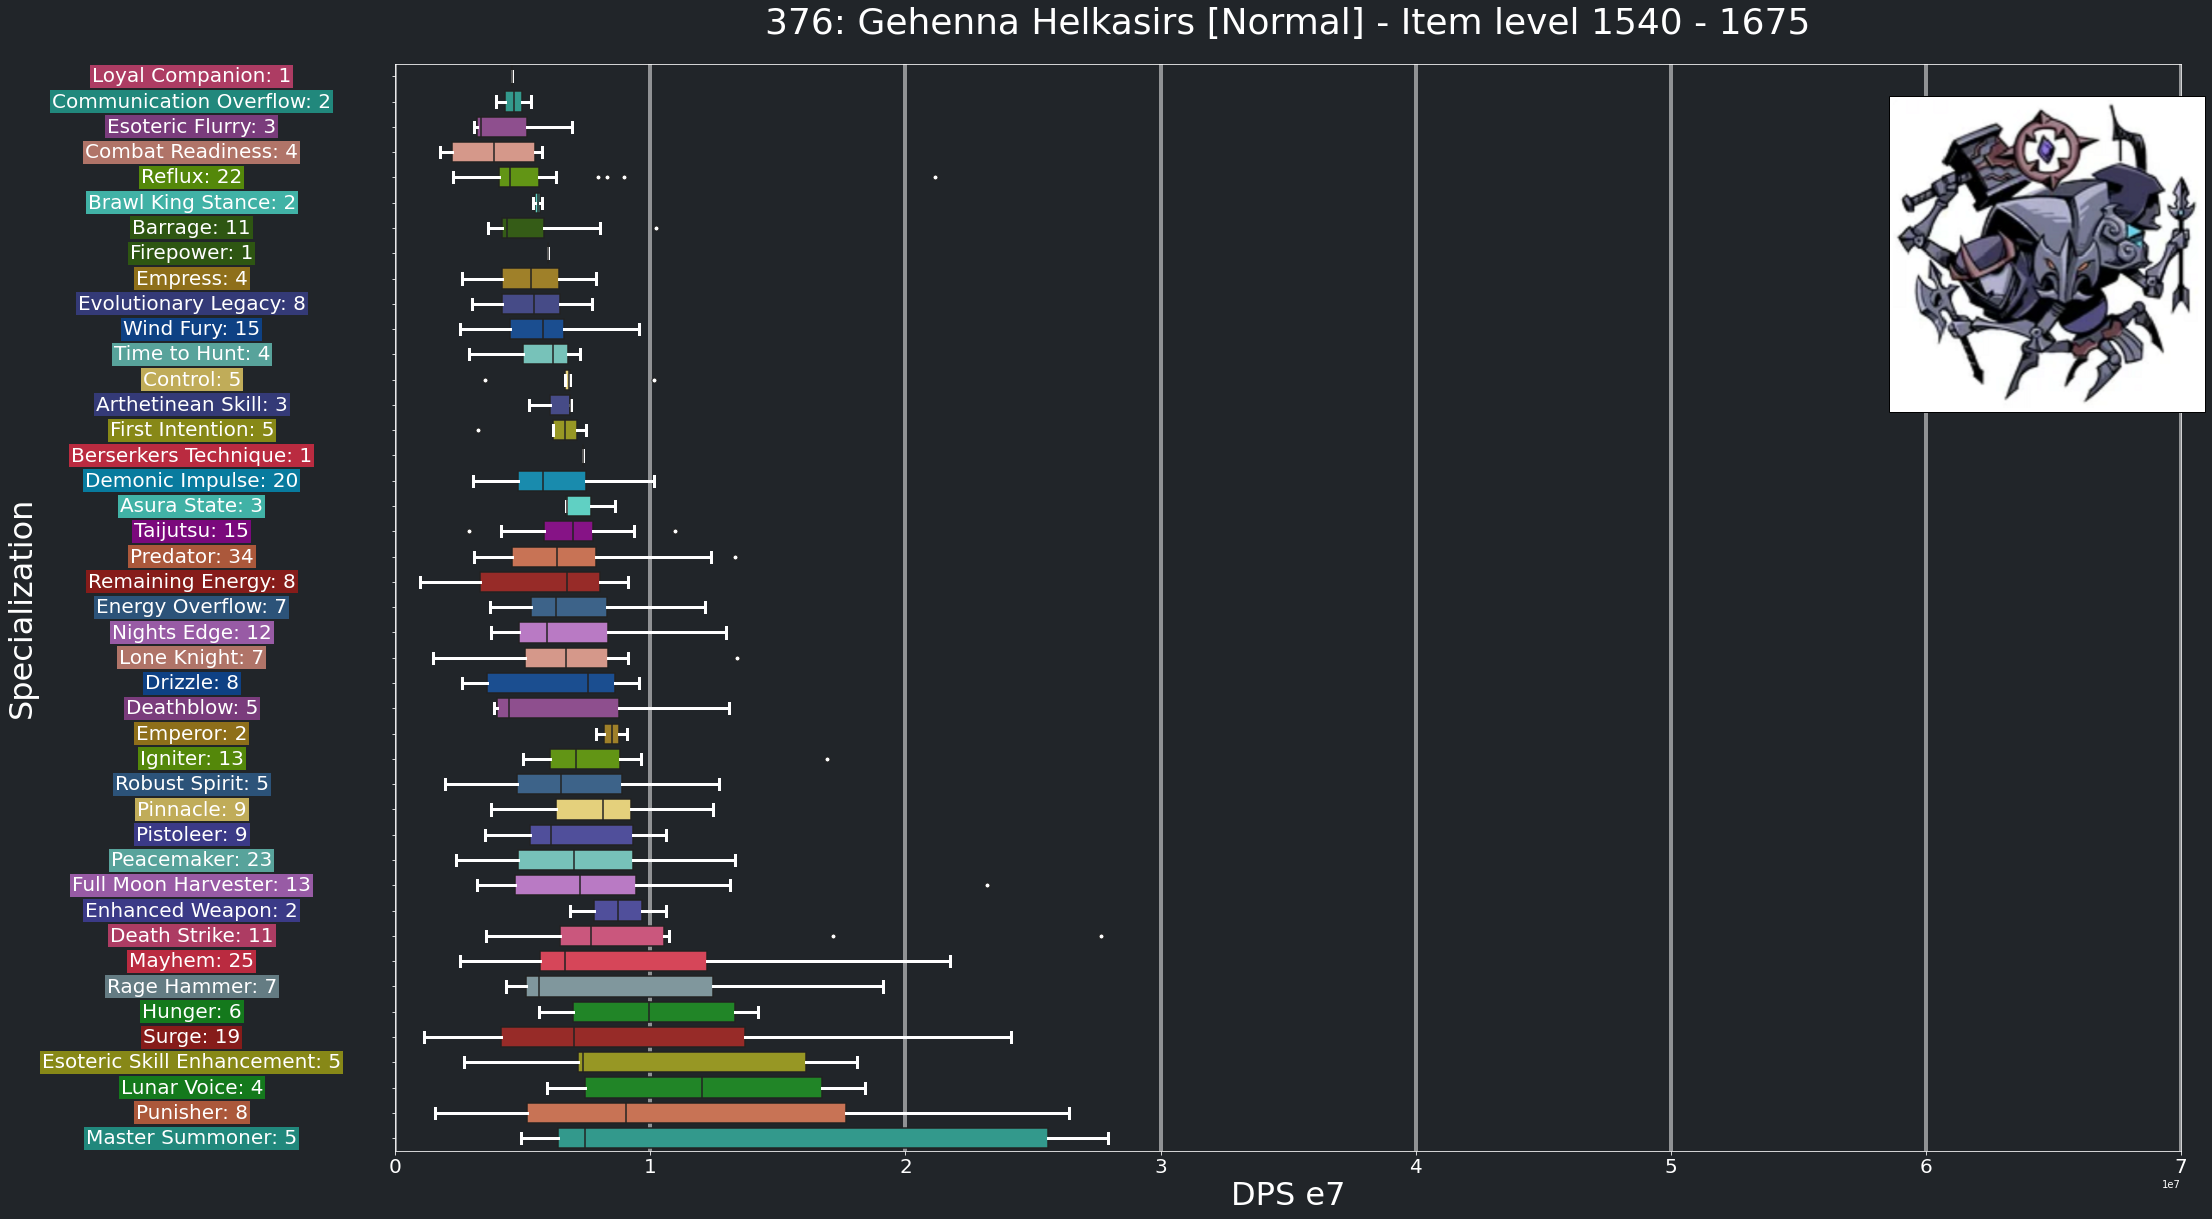 376: Gehenna Helkasirs [Normal] - Item level 1540 - 1675
Loyal Companion: 1
Communication Overflow: 2
Esoteric Flurry: 3
Combat Readiness: 4
Reflux: 22
Brawl King Stance: 2
Barrage: 11
Firepower: 1
Empress: 4
Evolutionary Legacy: 8
Wind Fury: 15
Time to Hunt: 4
Control: 5
Arthetinean Skill: 3
First Intention: 5
Berserkers Technique: 1
Demonic Impulse: 20
Asura State: 3
Taijutsu: 15
Predator: 34
Remaining Energy: 8
Energy Overflow: 7
Nights Edge: 12
Lone Knight: 7
Drizzle: 8
Deathblow: 5
Emperor: 2
Igniter: 13
Robust Spirit: 5
Pinnacle: 9
Pistoleer: 9
Peacemaker: 23
Full Moon Harvester: 13
Enhanced Weapon: 2
Death Strike: 11
Mayhem: 25
Rage Hammer: 7
Hunger: 6
Surge: 19
Esoteric Skill Enhancement: 5
Lunar Voice: 4
Punisher: 8
Master Summoner: 5
Specialization
0 1 2 3 4 5 6 7
1e7
DPS e7